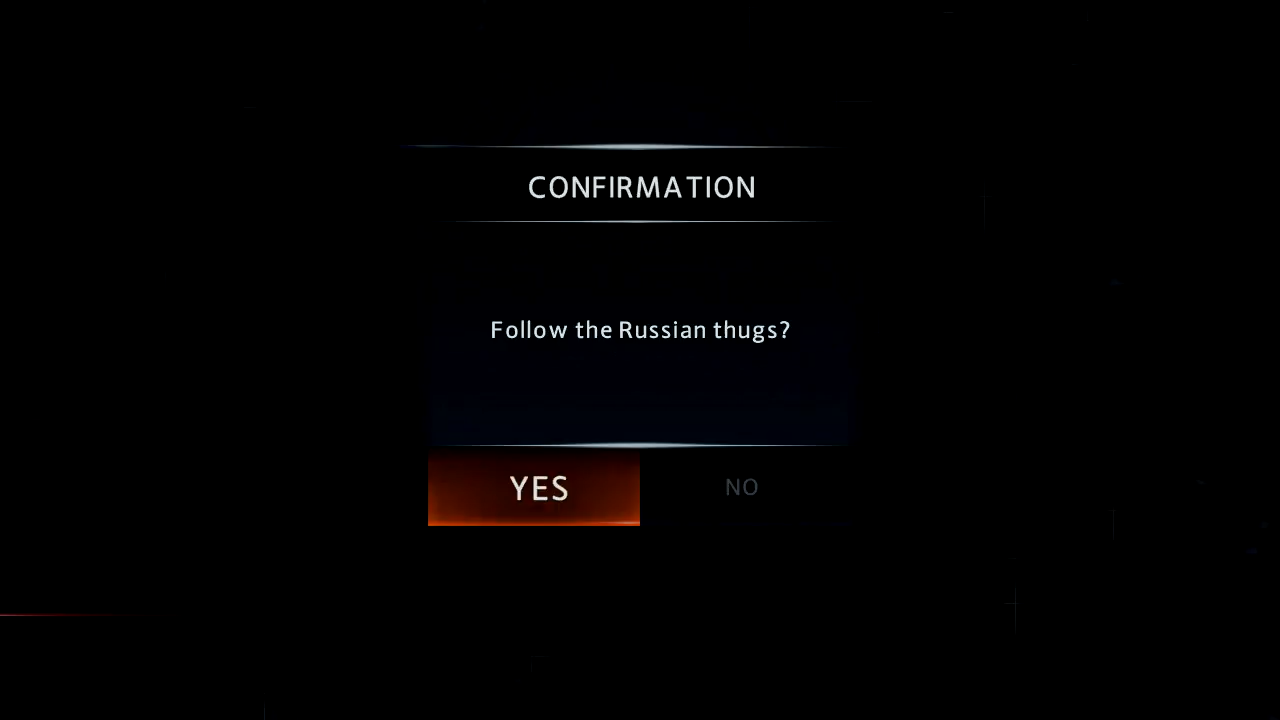 CONFIRMATION
Follow the Russian thugs?
YES
NO